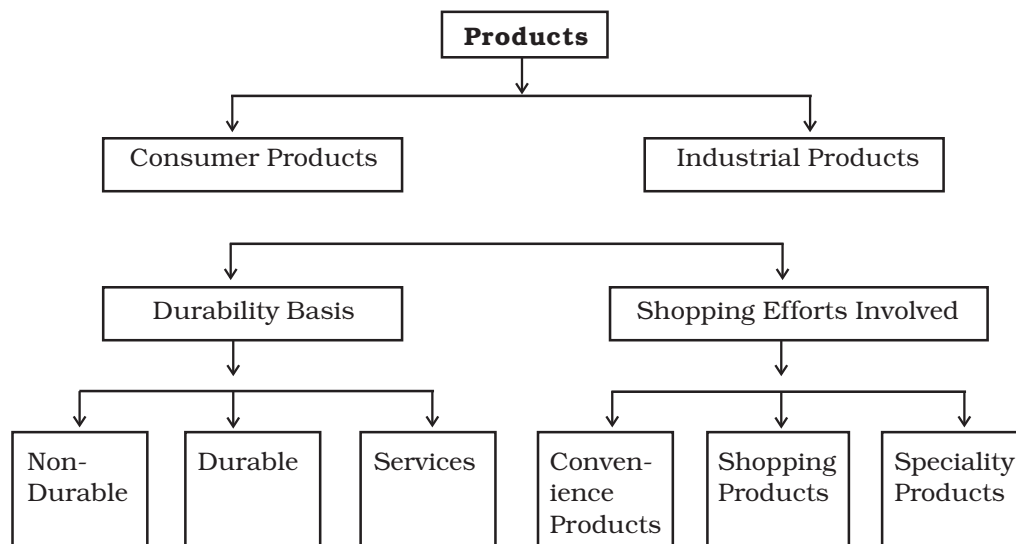 Products
Consumer Products
Industrial Products
Durability Basis
Shopping Efforts Involved
Non-
Durable
Durable
Services
Conven-
ience
Products
Shopping
Products
Speciality
Products